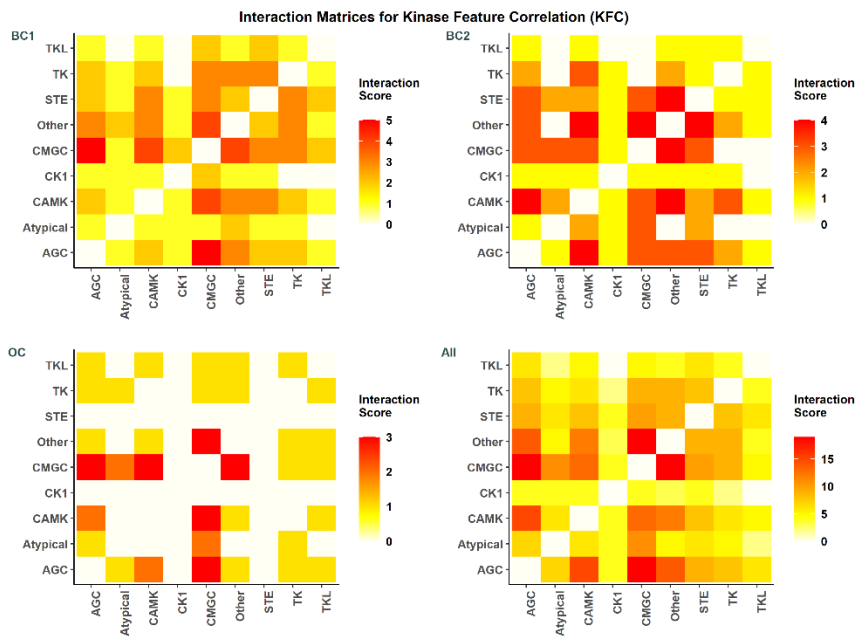 Interaction Matrices for Kinase Feature Correlation (KFC)
BC1
TKL
TK
STE
Other
CMGC
CK1
CAMK
Atypical
AGC
AGC
Atypical
CAMK
CK1
CMGC
Other
STE
TK
TKL
Interaction
Score
5
4
3
2
1
0
BC2
TKL
TK
STE
Other
CMGC
CK1
CAMK
Atypical
AGC
AGC
Atypical
CAMK
CK1
CMGC
Other
STE
TK
TKL
Interaction
Score
4
3
2
1
0
OC
TKL
TK
STE
Other
CMGC
CK1
CAMK
Atypical
AGC
AGC
Atypical
CAMK
CK1
CMGC
Other
STE
TK
TKL
Interaction
Score
3
2
1
0
All
TKL
TK
STE
Other
CMGC
CK1
CAMK
Atypical
AGC
AGC
Atypical
CAMK
CK1
CMGC
Other
STE
TK
TKL
Interaction
Score
15
10
5
0